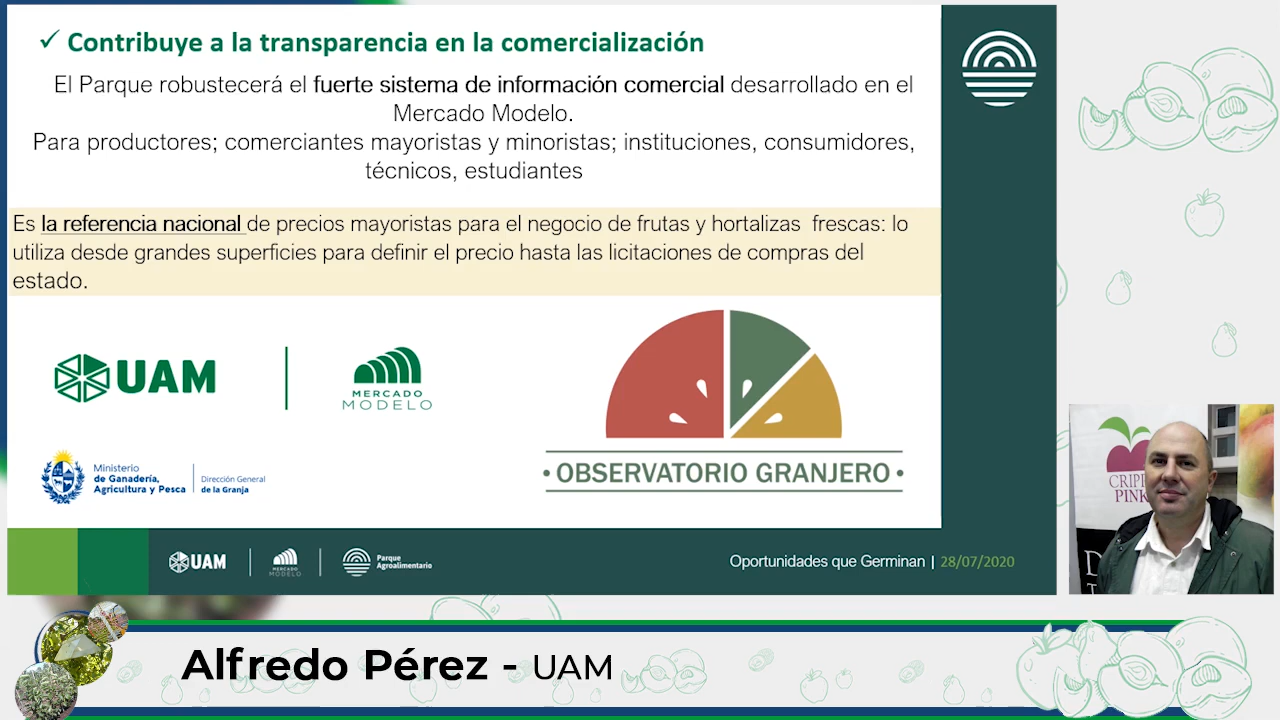 ✓ Contribuye a la transparencia en la comercialización
El Parque robustecerá el fuerte sistema de información comercial desarrollado en el
Mercado Modelo.
Para productores; comerciantes mayoristas y minoristas; instituciones, consumidores,
técnicos, estudiantes
Es la referencia nacional de precios mayoristas para el negocio de frutas y hortalizas frescas: lo
utiliza desde grandes superficies para definir el precio hasta las licitaciones de compras del
estado.
UAM
MERCADO
MODELO
Ministerio
de Ganadería,
Agricultura y Pesca
Dirección General
de la Granja
• OBSERVATORIO GRANJERO •
UAM
MERCADO
MODELO
Parque
Agroalimentario
Oportunidades que Germinan | 28/07/2020
PINK
Alfredo Pérez - UAM